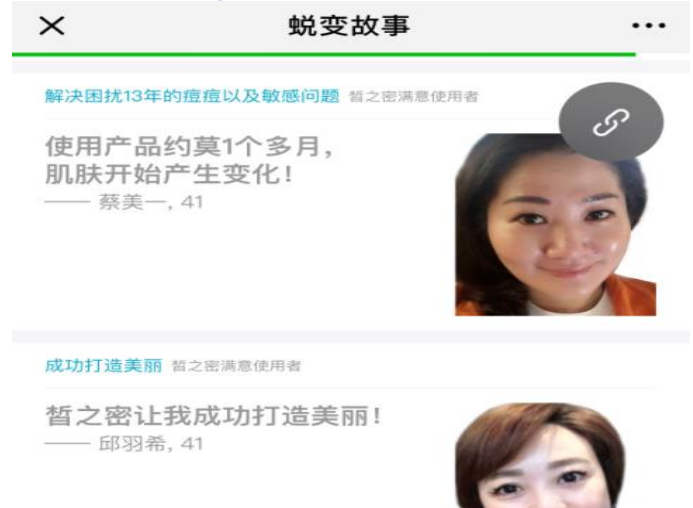 蜕变故事
解决困扰13年的痘痘以及敏感问题 暂之密满意使用者
使用产品约莫1个多月，
肌肤开始产生变化！
—— 蔡美一, 41
成功打造美丽 晳之密满意使用者
晳之密让我成功打造美丽！
—— 邱羽希, 41